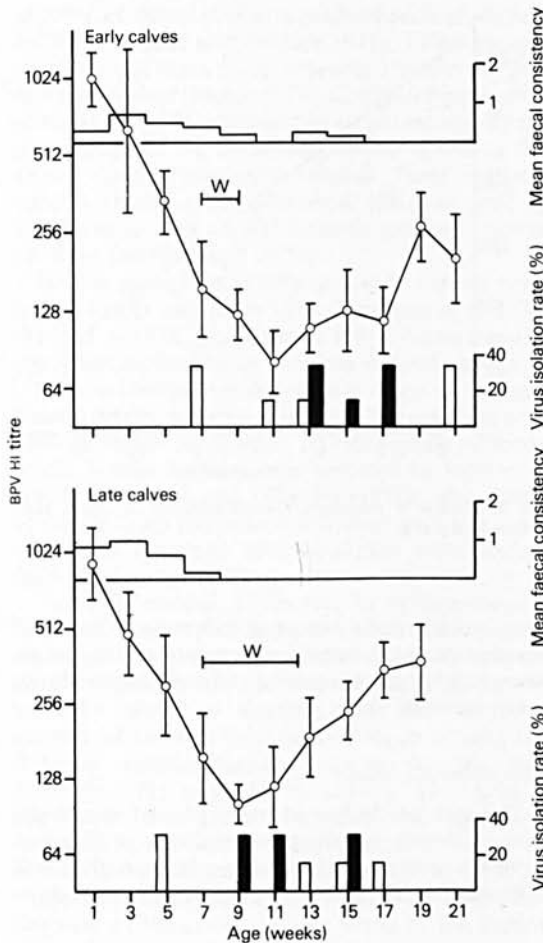 Early calves
1024
512
256
128
64
2
1
Mean faecal consistency
40
20
Virus isolation rate (%)
W
BPV HI titre
Late calves
1024
512
256
128
64
2
1
Mean faecal consistency
40
20
Virus isolation rate (%)
W
1 3 5 7 9 11 13 15 17 19 21
Age (weeks)